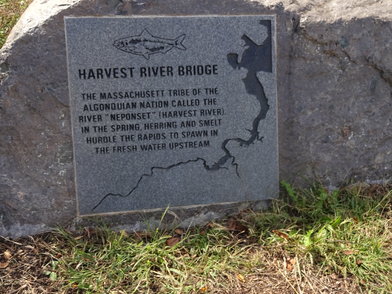 HARVEST RIVER BRIDGE
THE MASSACHUSETT TRIBE OF THE
ALGONQUIAN NATION CALLED THE
RIVER "NEPONSET" (HARVEST RIVER).
IN THE SPRING, HERRING AND SMELT
HURDLE THE RAPIDS TO SPAWN IN
THE FRESH WATER UPSTREAM